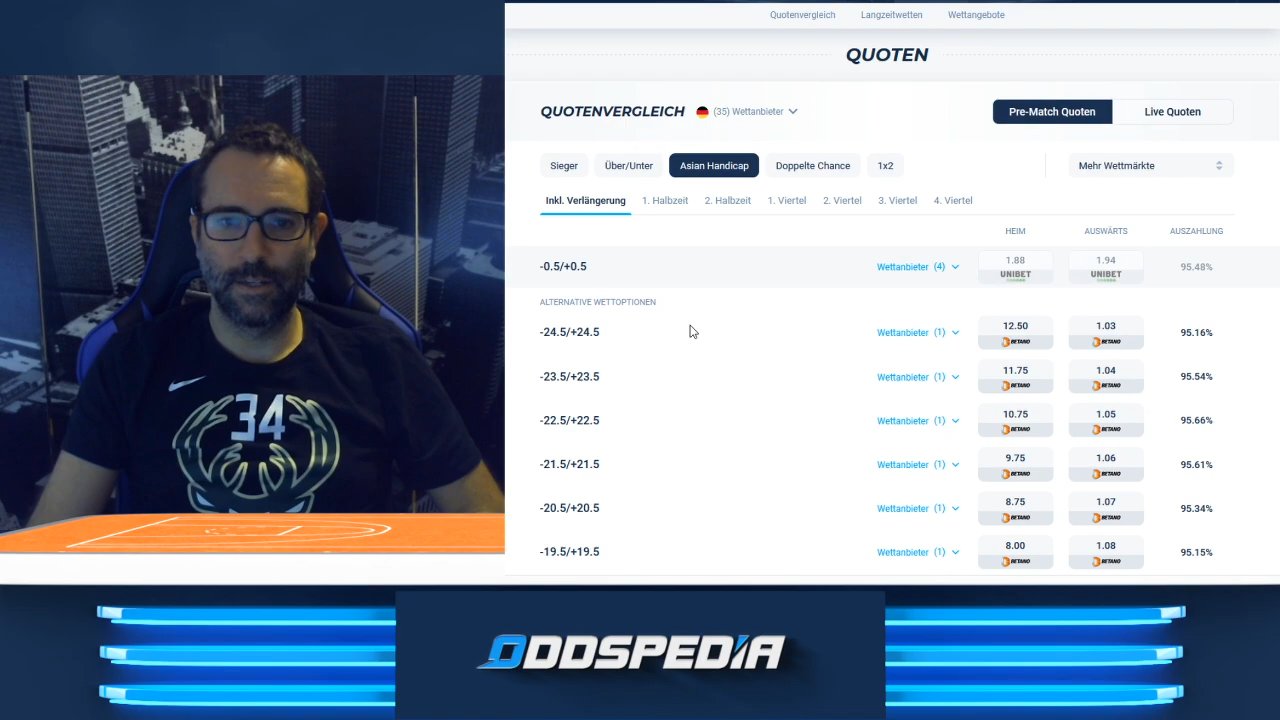 Quotenvergleich Langzeitwetten Wettangebote
QUOTEN
QUOTENVERGLEICH (35) Wettanbieter Pre-Match Quoten Live Quoten
Sieger Über/Unter Asian Handicap Doppelte Chance 1x2 Mehr Wettmärkte
Inkl. Verlängerung 1. Halbzeit 2. Halbzeit 1. Viertel 2. Viertel 3. Viertel 4. Viertel
HEIM AUSWÄRTS AUSZAHLUNG
-0.5/+0.5 Wettanbieter (4) 1.88 1.94 95.48%
UNIBET UNIBET
ALTERNATIVE WETTOPTIONEN
-24.5/+24.5 Wettanbieter (1) 12.50 1.03 95.16%
BETANO BETANO
-23.5/+23.5 Wettanbieter (1) 11.75 1.04 95.54%
BETANO BETANO
-22.5/+22.5 Wettanbieter (1) 10.75 1.05 95.66%
BETANO BETANO
-21.5/+21.5 Wettanbieter (1) 9.75 1.06 95.61%
BETANO BETANO
-20.5/+20.5 Wettanbieter (1) 8.75 1.07 95.34%
BETANO BETANO
-19.5/+19.5 Wettanbieter (1) 8.00 1.08 95.15%
BETANO BETANO
34
ODDSPEDIA